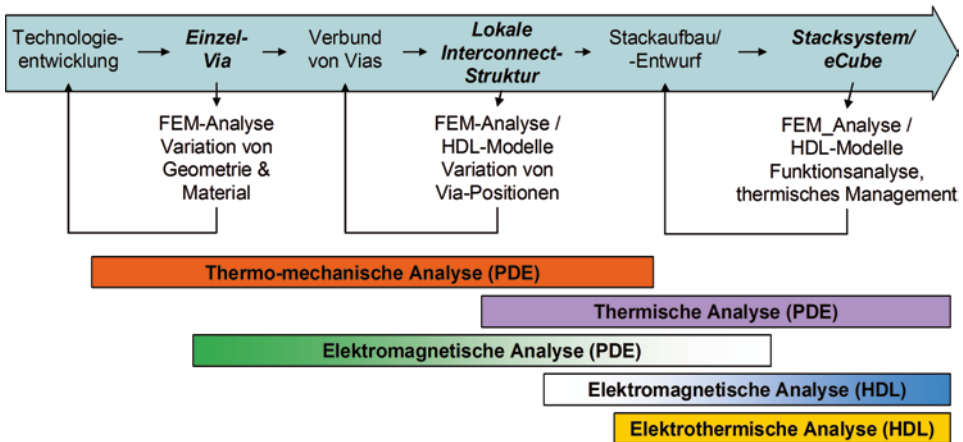 Technologie-
entwicklung
Einzel-
Via
Verbund
von Vias
Lokale
Interconnect-
Struktur
Stackaufbau/
-Entwurf
Stacksystem/
eCube
FEM-Analyse
Variation von
Geometrie &
Material
FEM-Analyse /
HDL-Modelle
Variation von
Via-Positionen
FEM_Analyse /
HDL-Modelle
Funktionsanalyse,
thermisches Management
Thermo-mechanische Analyse (PDE)
Thermische Analyse (PDE)
Elektromagnetische Analyse (PDE)
Elektromagnetische Analyse (HDL)
Elektrothermische Analyse (HDL)